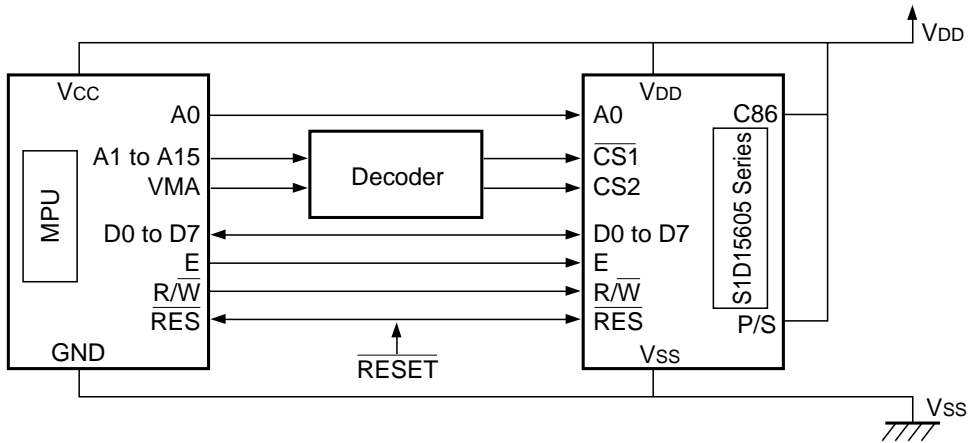 VDD
VCC
VDD
A0
A0
C86
A1 to A15
Decoder
CS1
VMA
CS2
MPU
S1D15605 Series
D0 to D7
D0 to D7
E
E
R/W
R/W
RES
RES
P/S
GND
RESET
VSS
VSS